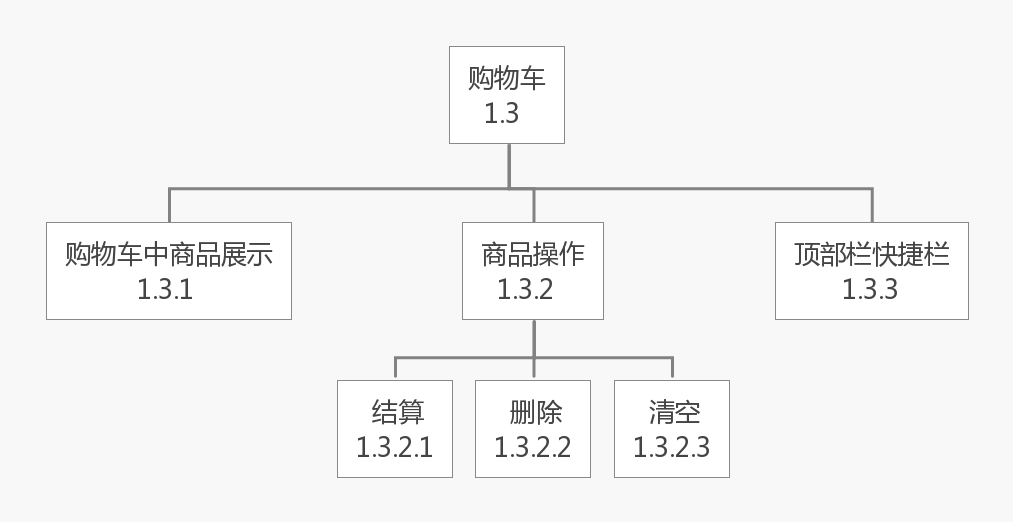 购物车
1.3
购物车中商品展示
1.3.1
商品操作
1.3.2
顶部栏快捷栏
1.3.3
结算
1.3.2.1
删除
1.3.2.2
清空
1.3.2.3